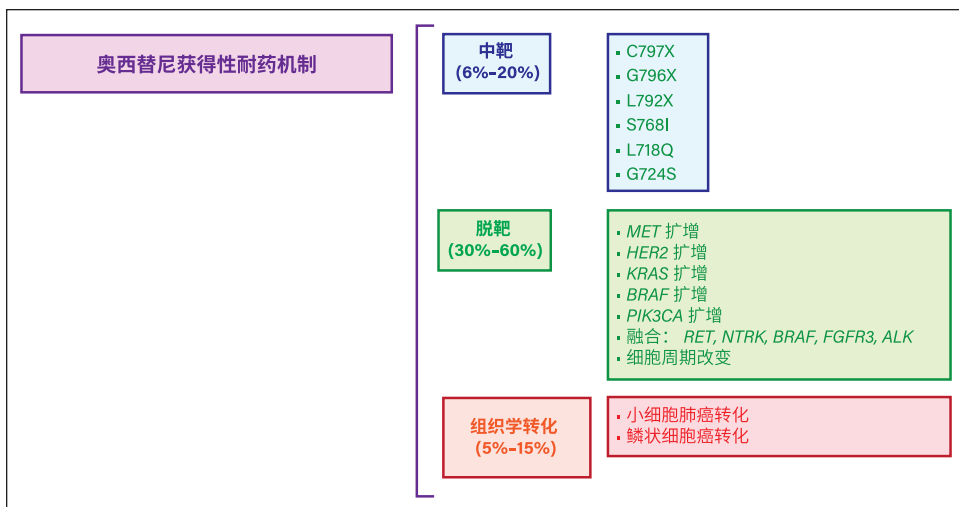 奥西替尼获得性耐药机制
中靶
(6%–20%)
▪ C797X
▪ G796X
▪ L792X
▪ S768I
▪ L718Q
▪ G724S
脱靶
(30%–60%)
▪ MET 扩增
▪ HER2 扩增
▪ KRAS 扩增
▪ BRAF 扩增
▪ PIK3CA 扩增
▪ 融合： RET, NTRK, BRAF, FGFR3, ALK
▪ 细胞周期改变
组织学转化
(5%–15%)
▪ 小细胞肺癌转化
▪ 鳞状细胞癌转化